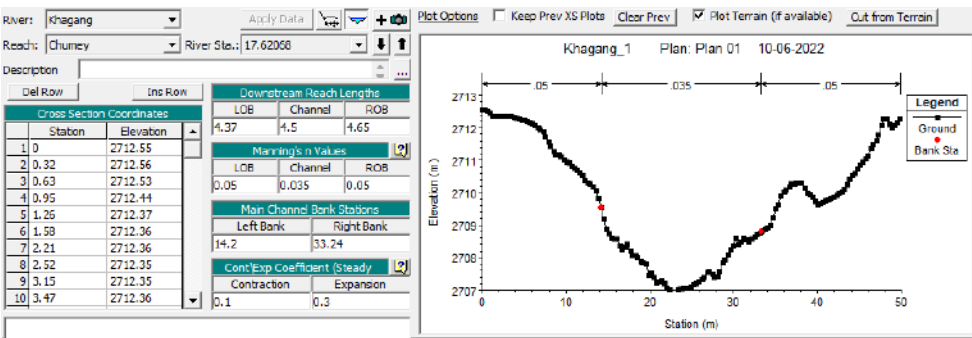 River: Khagang Apply Data
Reach: Chumey River Sta.: 17.62068
Description ...
Del Row Ins Row
Cross Section Coordinates
Station Elevation
1 0 2712.55
2 0.32 2712.56
3 0.63 2712.53
4 0.95 2712.44
5 1.26 2712.37
6 1.58 2712.36
7 2.21 2712.36
8 2.52 2712.35
9 3.15 2712.35
10 3.47 2712.36
Downstream Reach Lengths
LOB Channel ROB
4.37 4.5 4.65
Manning's n Values
LOB Channel ROB
0.05 0.035 0.05
Main Channel Bank Stations
Left Bank Right Bank
14.2 33.24
Cont\Exp Coefficient (Steady
Contraction Expansion
0.1 0.3
Plot Options Keep Prev XS Plots Clear Prev Plot Terrain (if available) Cut from Terrain
Khagang_1 Plan: Plan 01 10-06-2022
.05 .035 .05
2713
2712
2711
2710
2709
2708
2707
Elevation (m)
0 10 20 30 40 50
Station (m)
Legend
Ground
Bank Sta